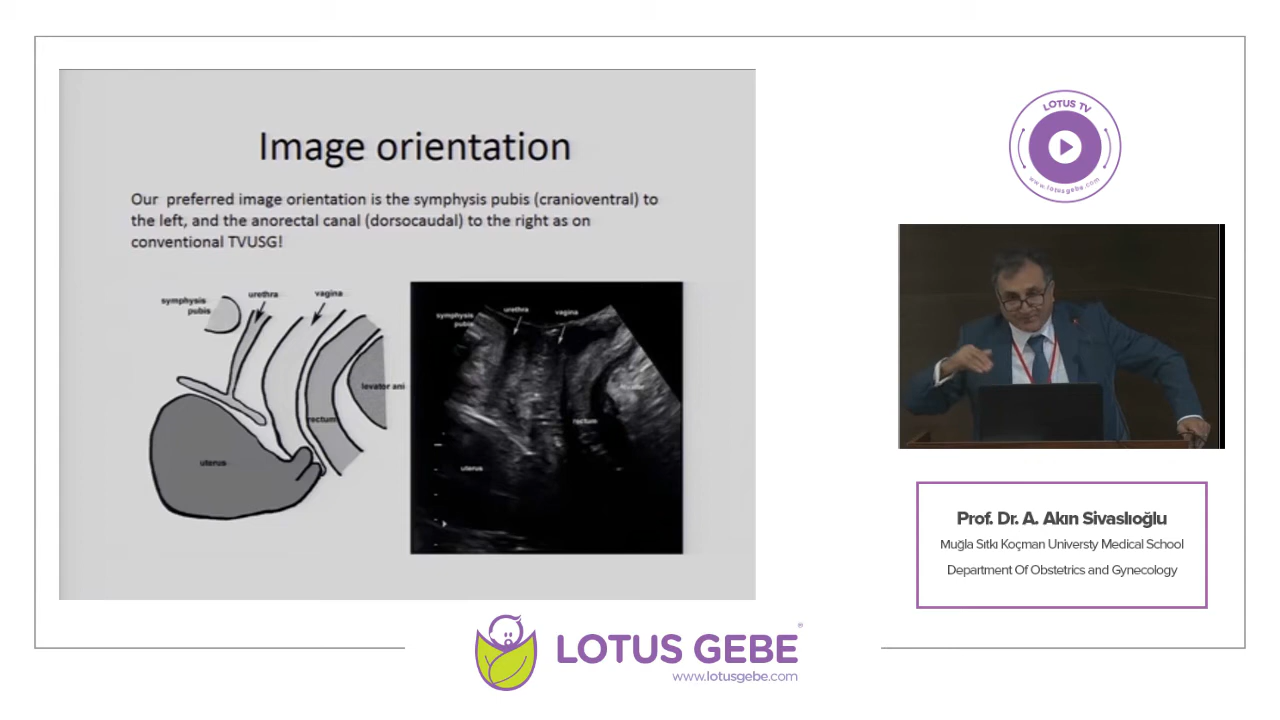 Image orientation
Our preferred image orientation is the symphysis pubis (cranioventral) to
the left, and the anorectal canal (dorsocaudal) to the right as on
conventional TVUSG!
symphysis
pubis
urethra
vagina
levator ani
rectum
uterus
symphysis
pubis
urethra
vagina
rectum
uterus
LOTUS TV
www.lotusgebe.com
Prof. Dr. A. Akın Sivaslıoğlu
Muğla Sıtkı Koçman Universty Medical School
Department Of Obstetrics and Gynecology
LOTUS GEBE
www.lotusgebe.com